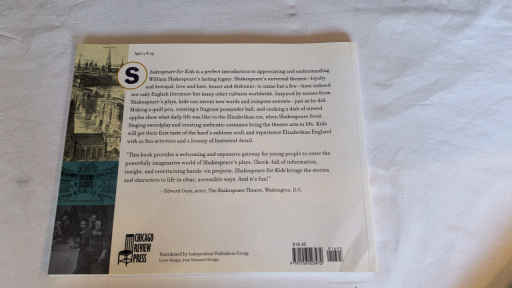 Shakespeare for Kids is a perfect introduction to appreciating and understanding
William Shakespeare's lasting legacy. Shakespeare's universal themes—loyalty
and betrayal, love and hate, honor and dishonor, to name but a few—have infused
not only English literature but many other cultures worldwide. Inspired by scenes from
Shakespeare's plays, kids can invent new words and compose sonnets, just as he did.
Making a quill pen, creating a fragrant pomander ball, and cooking a dish of stewed
apples show what daily life was like in the Elizabethan era, when Shakespeare lived.
Staging swordplay and creating authentic costumes bring the theatre arts to life. Kids
will get their first taste of the bard's sublime craft and experience Elizabethan England
with
"This book provides a welcoming and expansive gateway for young people to enter the
powerfully imaginative world of Shakespeare's plays. Chock-full of information,
insight, and entertaining hands-on projects, Shakespeare for Kids brings the stories
and characters to life in clear, accessible ways. And it's fun!"
—Edward Gero, actor, The Shakespeare Theatre, Washington, D.C.
CHICAGO
REVIEW
PRESS
Distributed by Independent Publishers Group